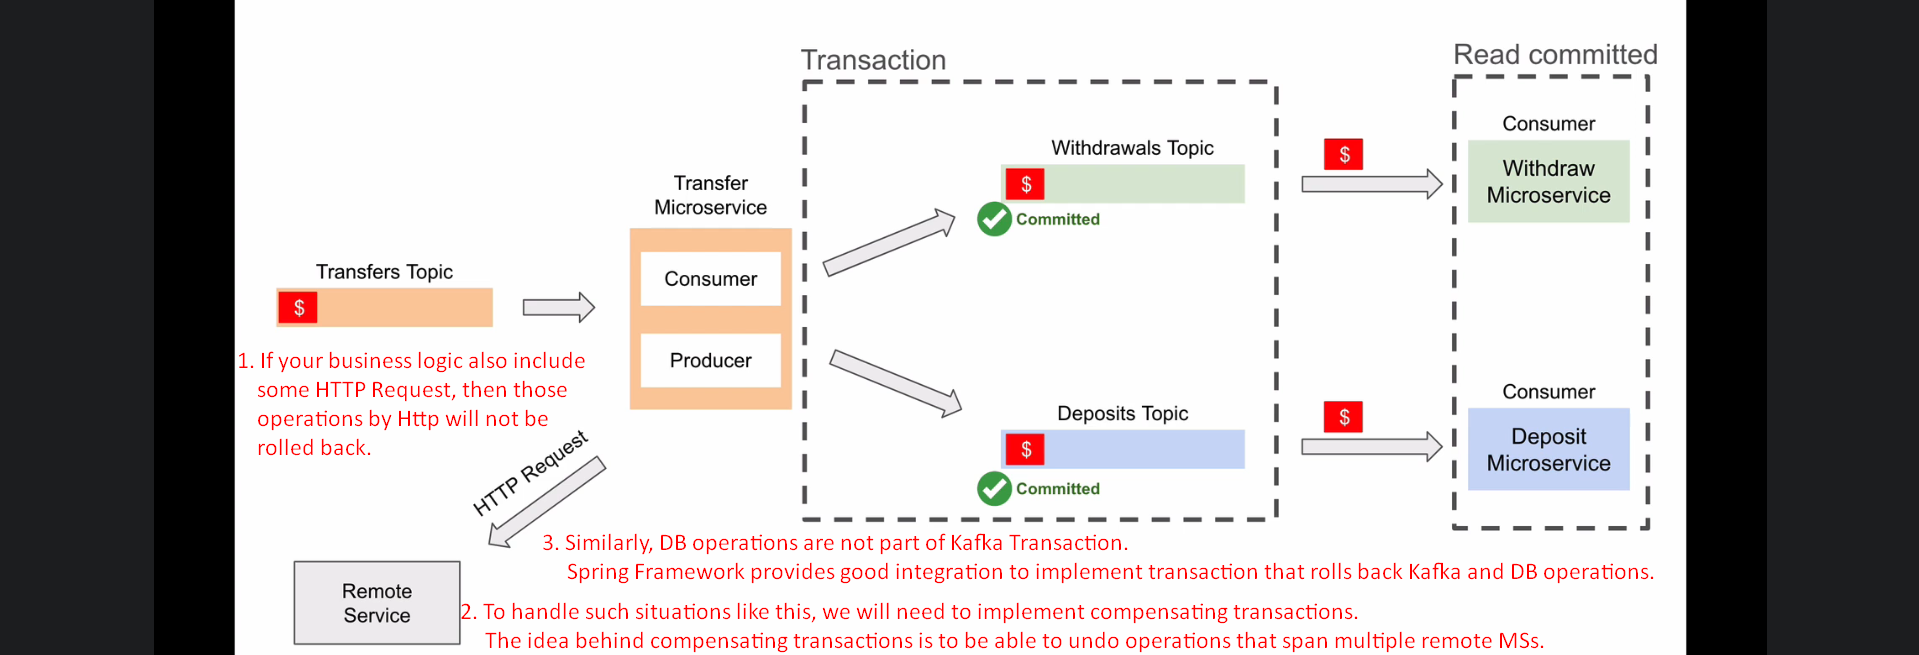 Transaction
Read committed
Consumer
Withdraw
Microservice
$
Withdrawals Topic
$
Committed
Transfer
Microservice
Consumer
Producer
Transfers Topic
$
1. If your business logic also include
some HTTP Request, then those
operations by Http will not be
rolled back.
HTTP Request
Deposits Topic
$
Committed
$
Consumer
Deposit
Microservice
3. Similarly, DB operations are not part of Kafka Transaction.
Spring Framework provides good integration to implement transaction that rolls back Kafka and DB operations.
Remote
Service
2. To handle such situations like this, we will need to implement compensating transactions.
The idea behind compensating transactions is to be able to undo operations that span multiple remote MSs.